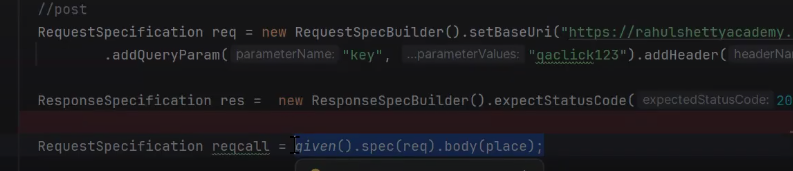 //post
RequestSpecification req = new RequestSpecBuilder().setBaseUri("https://rahulshettyacademy.
.addQueryParam( parameterName: "key", ...parameterValues: "qaclick123").addHeader( headerNam
ResponseSpecification res = new ResponseSpecBuilder().expectStatusCode( expectedStatusCode: 20
RequestSpecification reqcall = given().spec(req).body(place);